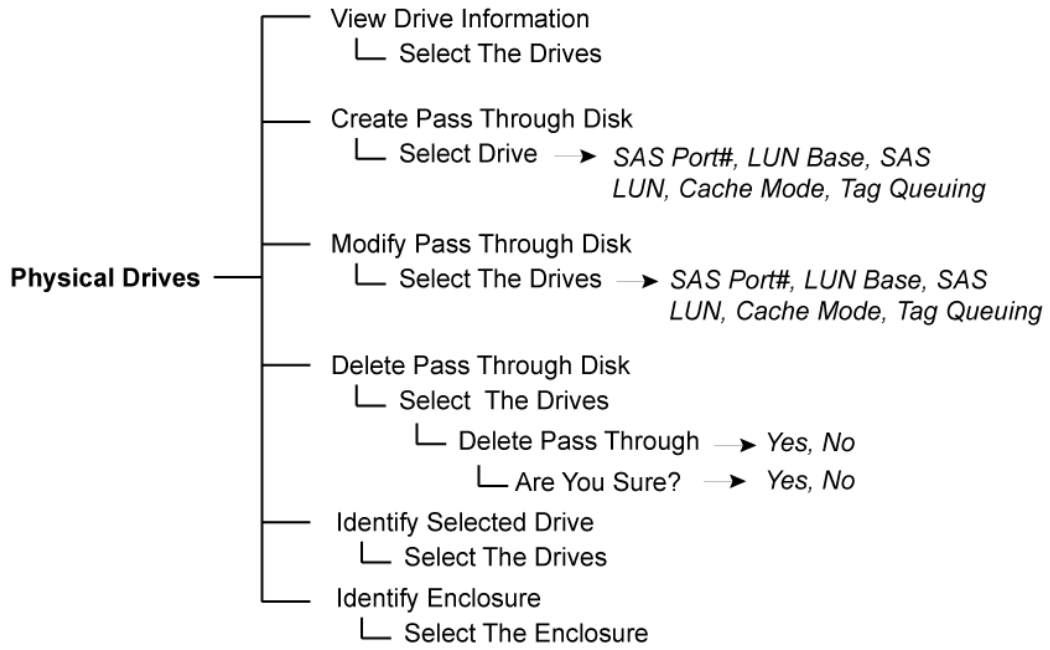 View Drive Information
Select The Drives
Create Pass Through Disk
Select Drive
SAS Port#, LUN Base, SAS
LUN, Cache Mode, Tag Queuing
Modify Pass Through Disk
Physical Drives
Select The Drives
SAS Port#, LUN Base, SAS
LUN, Cache Mode, Tag Queuing
Delete Pass Through Disk
Select The Drives
Delete Pass Through
Yes, No
Are You Sure?
Yes, No
Identify Selected Drive
Select The Drives
Identify Enclosure
Select The Enclosure